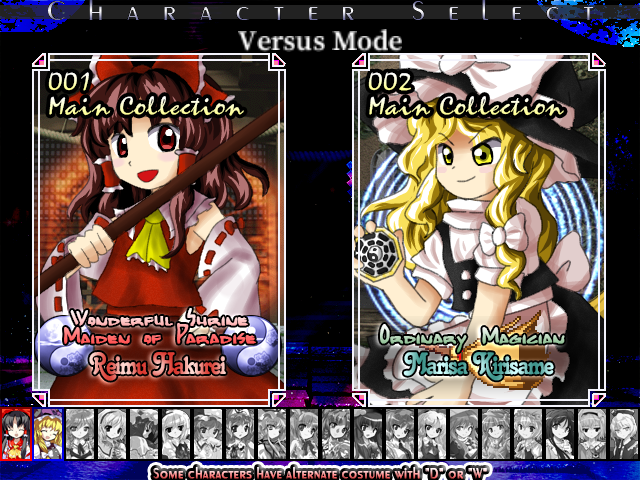 Character Select
Versus Mode
001
Main Collection
Wonderful Shrine
Maiden of Paradise
Reimu Hakurei
002
Main Collection
Ordinary Magician
Marisa Kirisame
Some characters have alternate costume with "D" or "W"